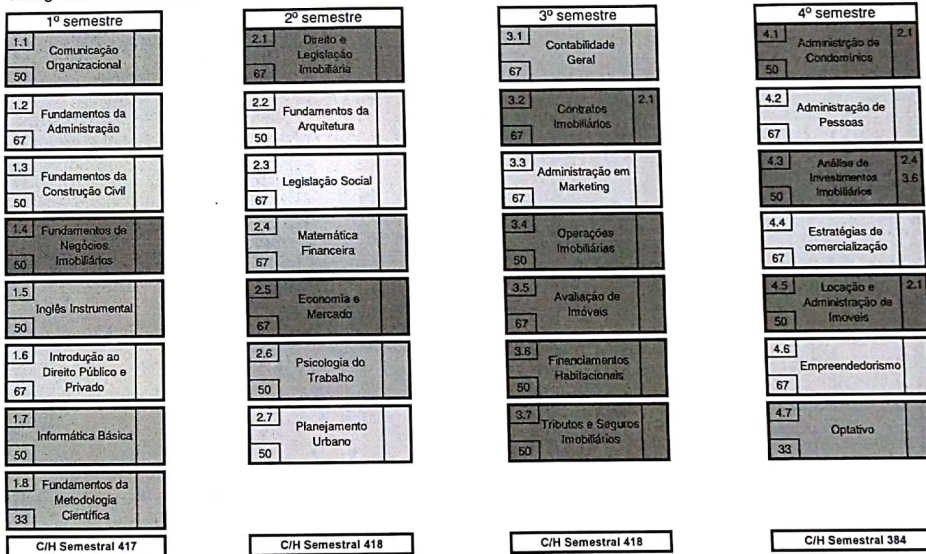 1º semestre
1.1
Comunicação
Organizacional
50
1.2
Fundamentos da
Administração
67
1.3
Fundamentos da
Construção Civil
50
1.4
Fundamentos de
Negócios
Imobiliários
50
1.5
Inglês Instrumental
50
1.6
Introdução ao
Direito Público e
Privado
67
1.7
Informática Básica
50
1.8
Fundamentos da
Metodologia
Científica
33
C/H Semestral 417
2º semestre
2.1
Direito e
Legislação
Imobiliária
67
2.2
Fundamentos da
Arquitetura
50
2.3
Legislação Social
67
2.4
Matemática
Financeira
67
2.5
Economia e
Mercado
67
2.6
Psicologia do
Trabalho
50
2.7
Planejamento
Urbano
50
C/H Semestral 418
3º semestre
3.1
Contabilidade
Geral
67
3.2
Contratos
Imobiliários
2.1
67
3.3
Administração em
Marketing
67
3.4
Operações
Imobiliárias
50
3.5
Avaliação de
Imóveis
67
3.6
Financiamentos
Habitacionais
50
3.7
Tributos e Seguros
Imobiliários
50
C/H Semestral 418
4º semestre
4.1
Administrção de
Condomínios
2.1
50
4.2
Administração de
Pessoas
67
4.3
Análise de
Investimentos
Imobiliários
2.4
3.6
50
4.4
Estratégias de
comercialização
67
4.5
Locação e
Administração de
Imoveis
2.1
50
4.6
Empreendedorismo
67
4.7
Optativo
33
C/H Semestral 384